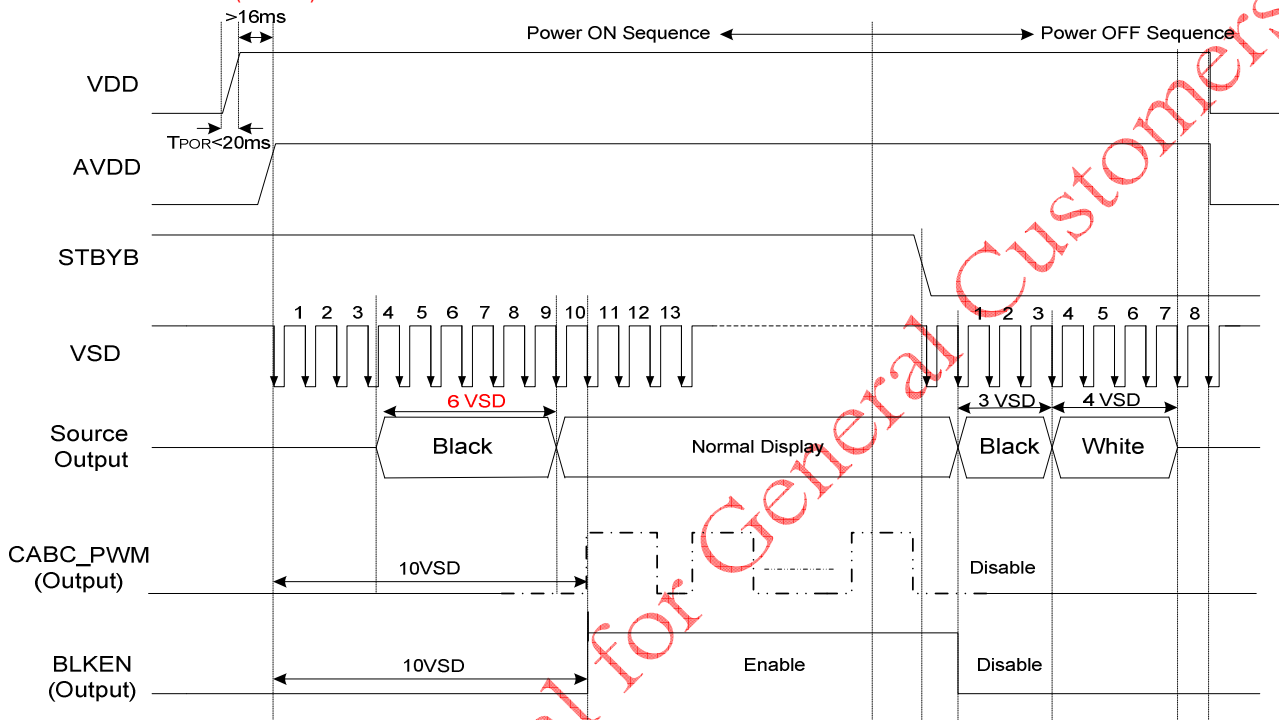 >16ms
Power ON Sequence
Power OFF Sequence
VDD
TPOR<20ms
AVDD
STBYB
1 2 3 4 5 6 7 8 9 10 11 12 13
1 2 3 4 5 6 7 8
VSD
6 VSD
3 VSD
4 VSD
Source
Output
Black
Normal Display
Black
White
CABC_PWM
(Output)
10VSD
Disable
BLKEN
(Output)
10VSD
Enable
Disable
for General Customers